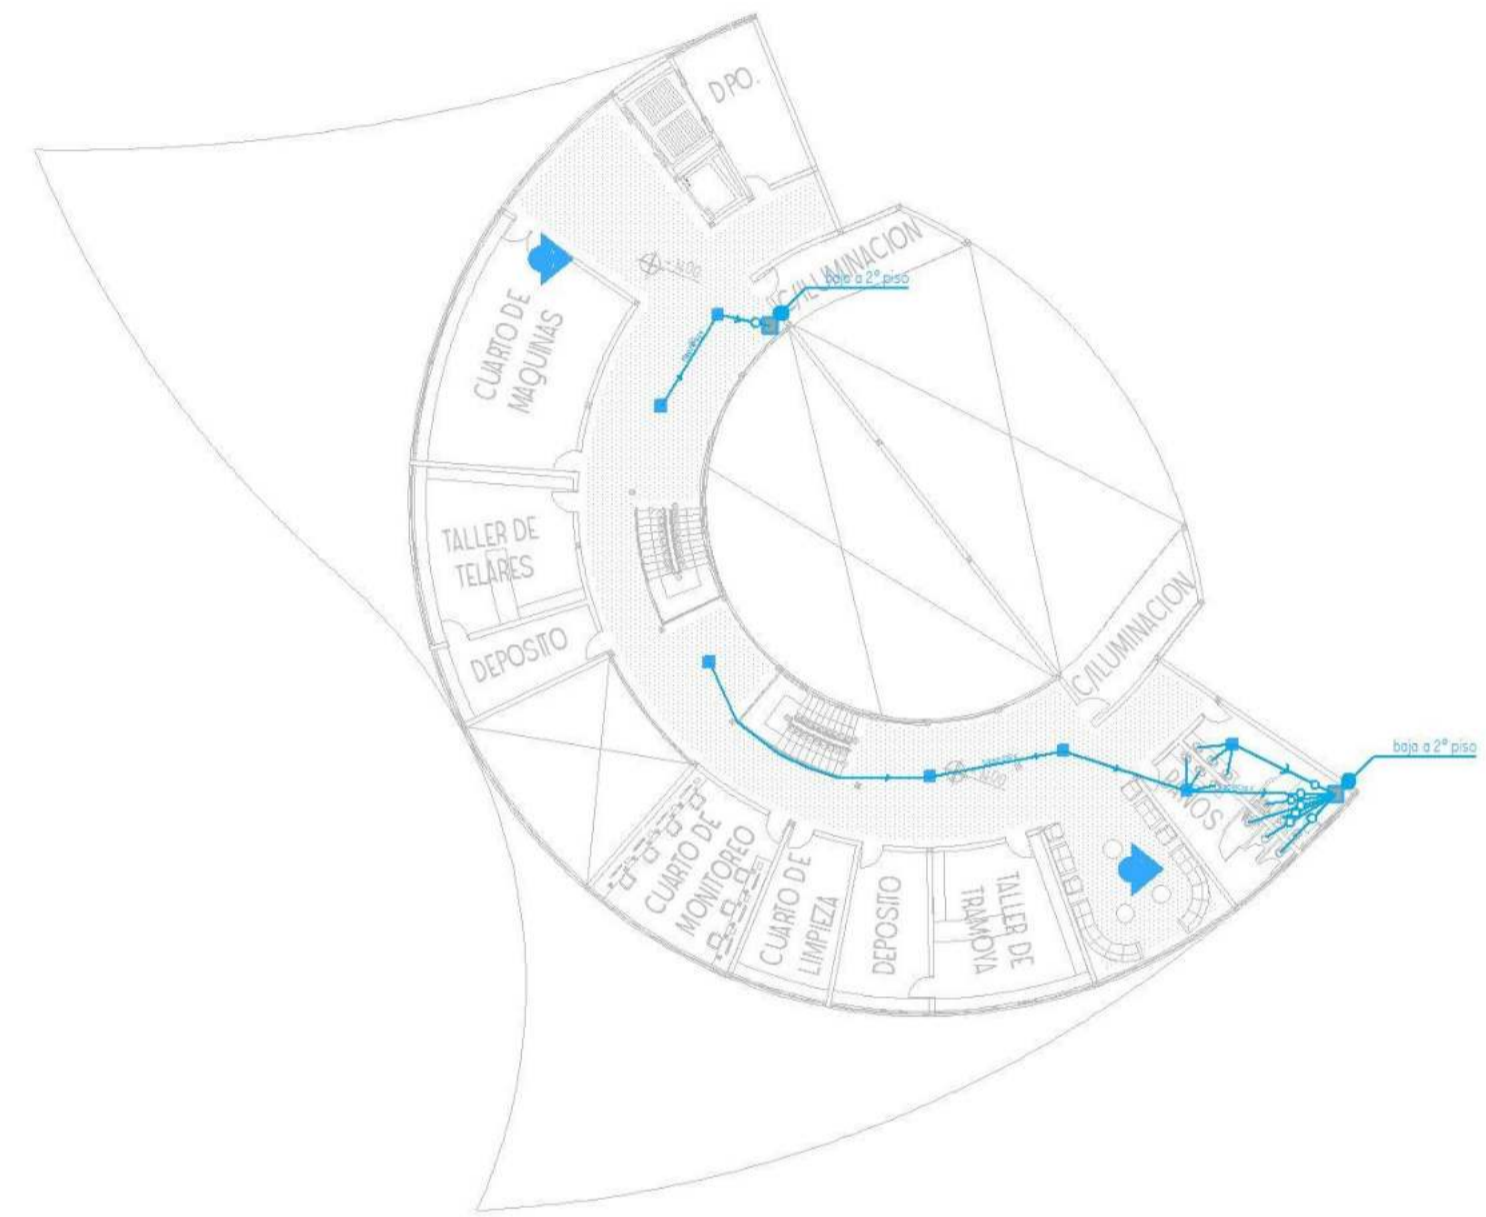 DPO.
C/ILUMINACION
baja a 2° piso
CUARTO DE
MAQUINAS
TALLER DE
TELARES
DEPOSITO
C/ILUMINACION
baja a 2° piso
BAÑOS
CUARTO DE
MONITOREO
CUARTO DE
LIMPIEZA
DEPOSITO
TALLER DE
TRAMOYA